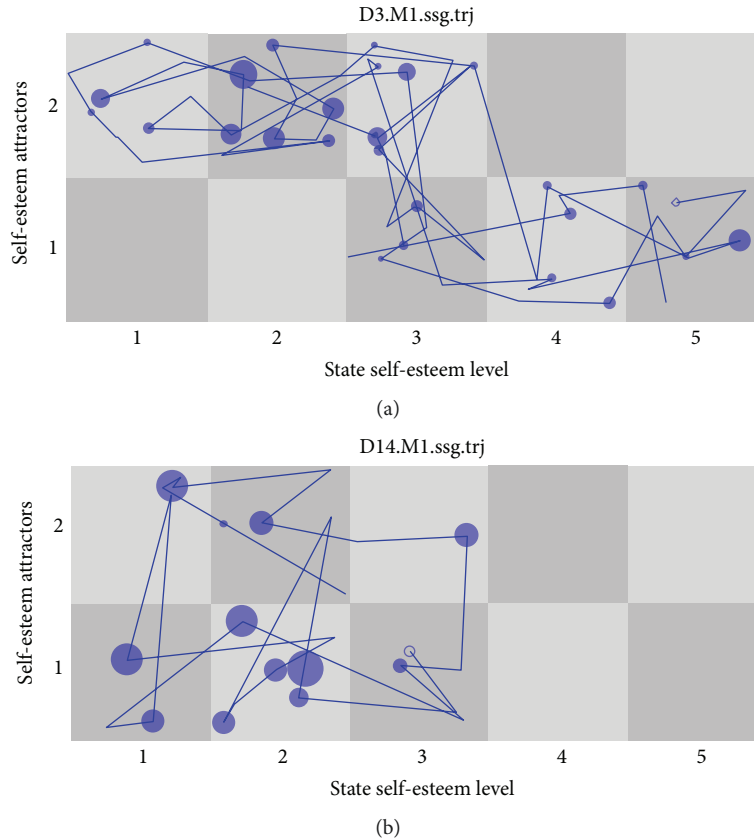 D3.M1.ssg.trj
Self-esteem attractors
2
1
1 2 3 4 5
State self-esteem level
(a)
D14.M1.ssg.trj
Self-esteem attractors
2
1
1 2 3 4 5
State self-esteem level
(b)